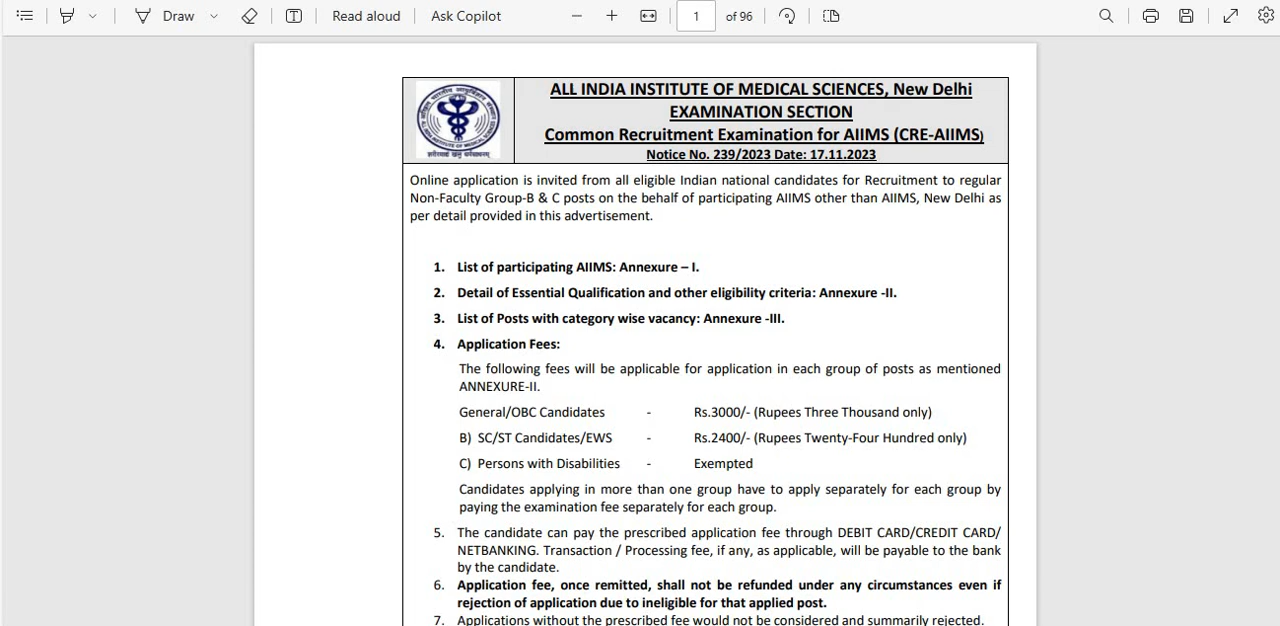 Draw
Read aloud
Ask Copilot
1 of 96
ALL INDIA INSTITUTE OF MEDICAL SCIENCES, New Delhi
EXAMINATION SECTION
Common Recruitment Examination for AIIMS (CRE-AIIMS)
Notice No. 239/2023 Date: 17.11.2023
Online application is invited from all eligible Indian national candidates for Recruitment to regular
Non-Faculty Group-B & C posts on the behalf of participating AIIMS other than AIIMS, New Delhi as
per detail provided in this advertisement.
1. List of participating AIIMS: Annexure – I.
2. Detail of Essential Qualification and other eligibility criteria: Annexure -II.
3. List of Posts with category wise vacancy: Annexure -III.
4. Application Fees:
The following fees will be applicable for application in each group of posts as mentioned
ANNEXURE-II.
General/OBC Candidates - Rs.3000/- (Rupees Three Thousand only)
B) SC/ST Candidates/EWS - Rs.2400/- (Rupees Twenty-Four Hundred only)
C) Persons with Disabilities - Exempted
Candidates applying in more than one group have to apply separately for each group by
paying the examination fee separately for each group.
5. The candidate can pay the prescribed application fee through DEBIT CARD/CREDIT CARD/
NETBANKING. Transaction / Processing fee, if any, as applicable, will be payable to the bank
by the candidate.
6. Application fee, once remitted, shall not be refunded under any circumstances even if
rejection of application due to ineligible for that applied post.
7. Applications without the prescribed fee would not be considered and summarily rejected.